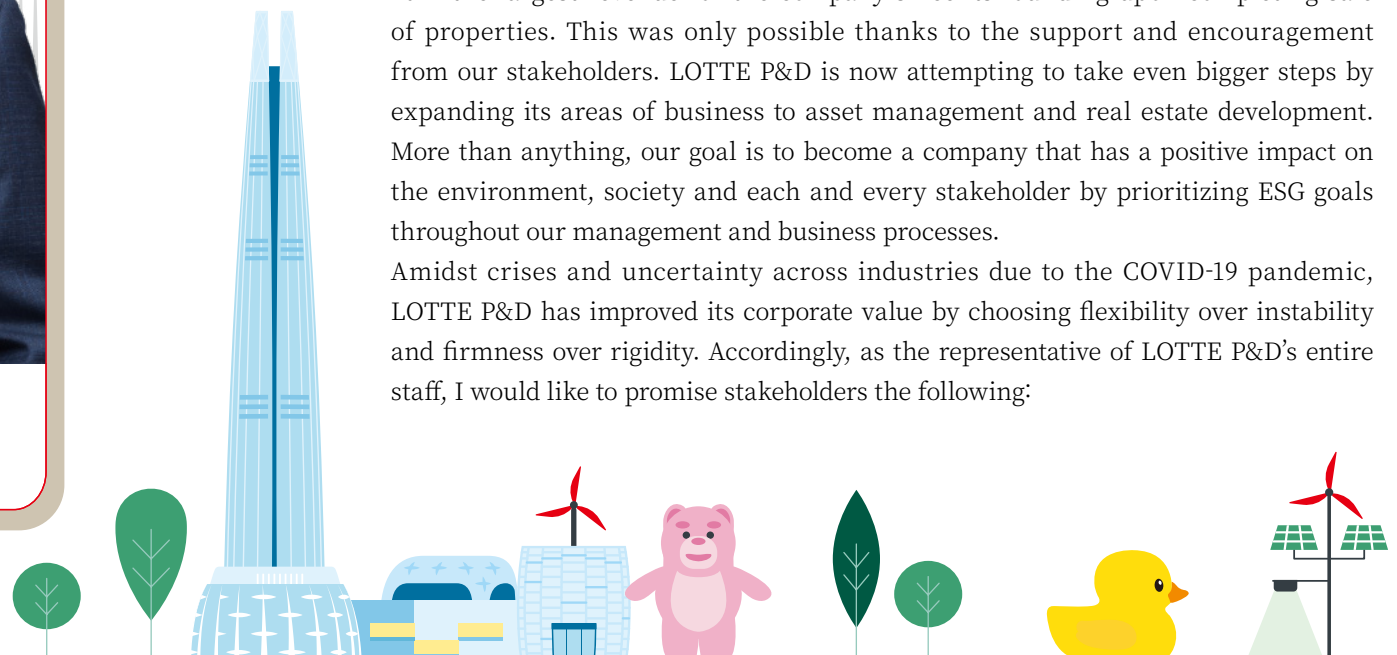 of properties. This was only possible thanks to the support and encouragement
from our stakeholders. LOTTE P&D is now attempting to take even bigger steps by
expanding its areas of business to asset management and real estate development.
More than anything, our goal is to become a company that has a positive impact on
the environment, society and each and every stakeholder by prioritizing ESG goals
throughout our management and business processes.
Amidst crises and uncertainty across industries due to the COVID-19 pandemic,
LOTTE P&D has improved its corporate value by choosing flexibility over instability
and firmness over rigidity. Accordingly, as the representative of LOTTE P&D’s entire
staff, I would like to promise stakeholders the following: